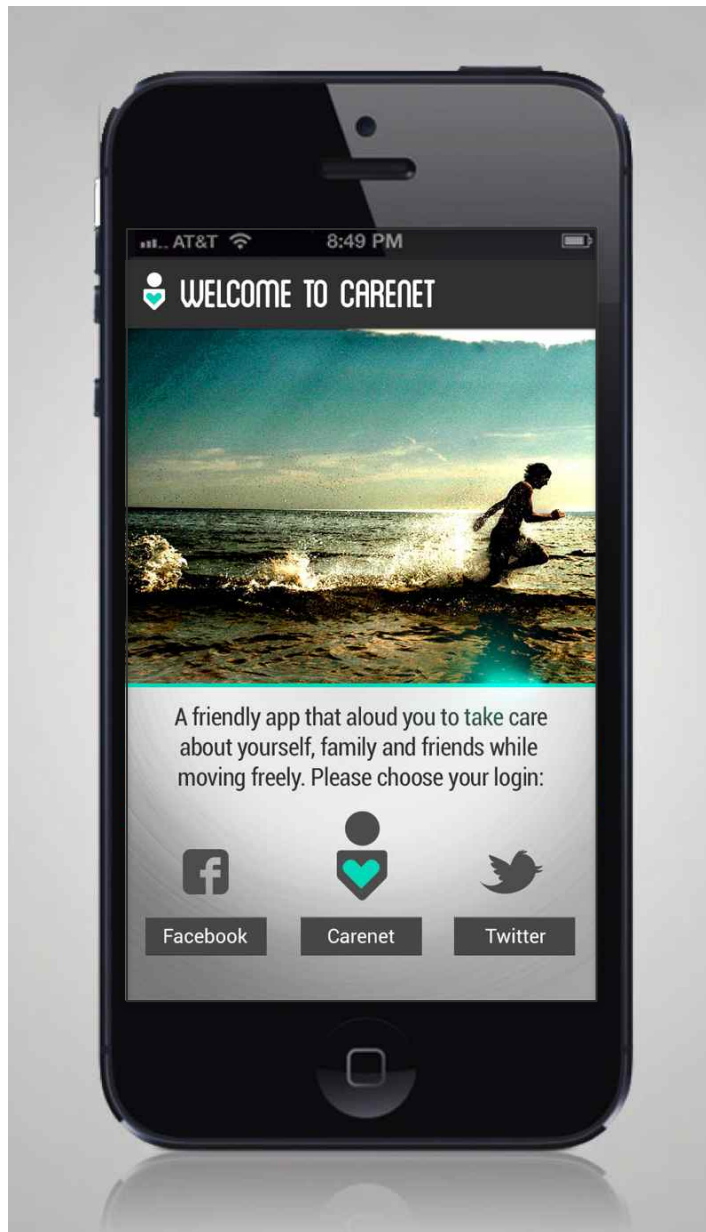 AT&T 8:49 PM
WELCOME TO CARENET
A friendly app that aloud you to take care
about yourself, family and friends while
moving freely. Please choose your login:
Facebook Carenet Twitter